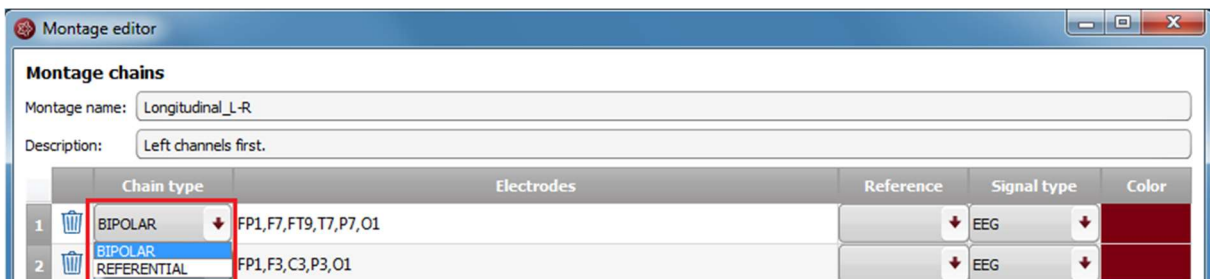 Montage editor
Montage chains
Montage name: Longitudinal_L-R
Description: Left channels first.
Chain type Electrodes Reference Signal type Color
1 BIPOLAR FP1,F7,FT9,T7,P7,O1 EEG
BIPOLAR
2 REFERENTIAL FP1,F3,C3,P3,O1 EEG